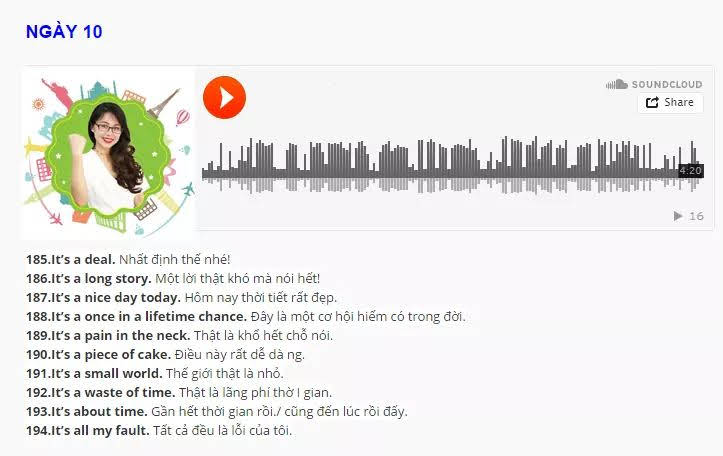 NGÀY 10
SOUNDCLOUD
Share
4:20
16
185.It’s a deal. Nhất định thế nhé!
186.It’s a long story. Một lời thật khó mà nói hết!
187.It’s a nice day today. Hôm nay thời tiết rất đẹp.
188.It’s a once in a lifetime chance. Đây là một cơ hội hiếm có trong đời.
189.It’s a pain in the neck. Thật là khổ hết chỗ nói.
190.It’s a piece of cake. Điều này rất dễ dà ng.
191.It’s a small world. Thế giới thật là nhỏ.
192.It’s a waste of time. Thật là lãng phí thờ I gian.
193.It’s about time. Gần hết thời gian rồi./ cũng đến lúc rồi đấy.
194.It’s all my fault. Tất cả đều là lỗi của tôi.